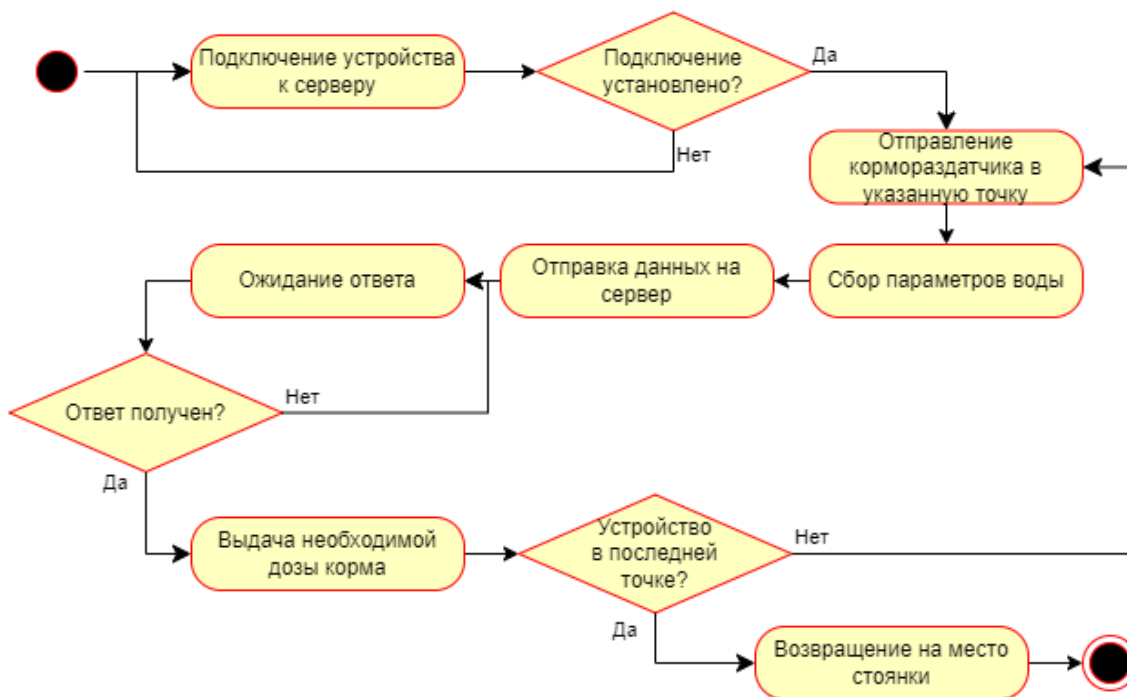 Подключение устройства
к серверу
Подключение
установлено?
Да
Нет
Отправление
кормораздатчика в
указанную точку
Сбор параметров воды
Отправка данных на
сервер
Ожидание ответа
Ответ получен?
Нет
Да
Выдача необходимой
дозы корма
Устройство
в последней
точке?
Нет
Да
Возвращение на место
стоянки